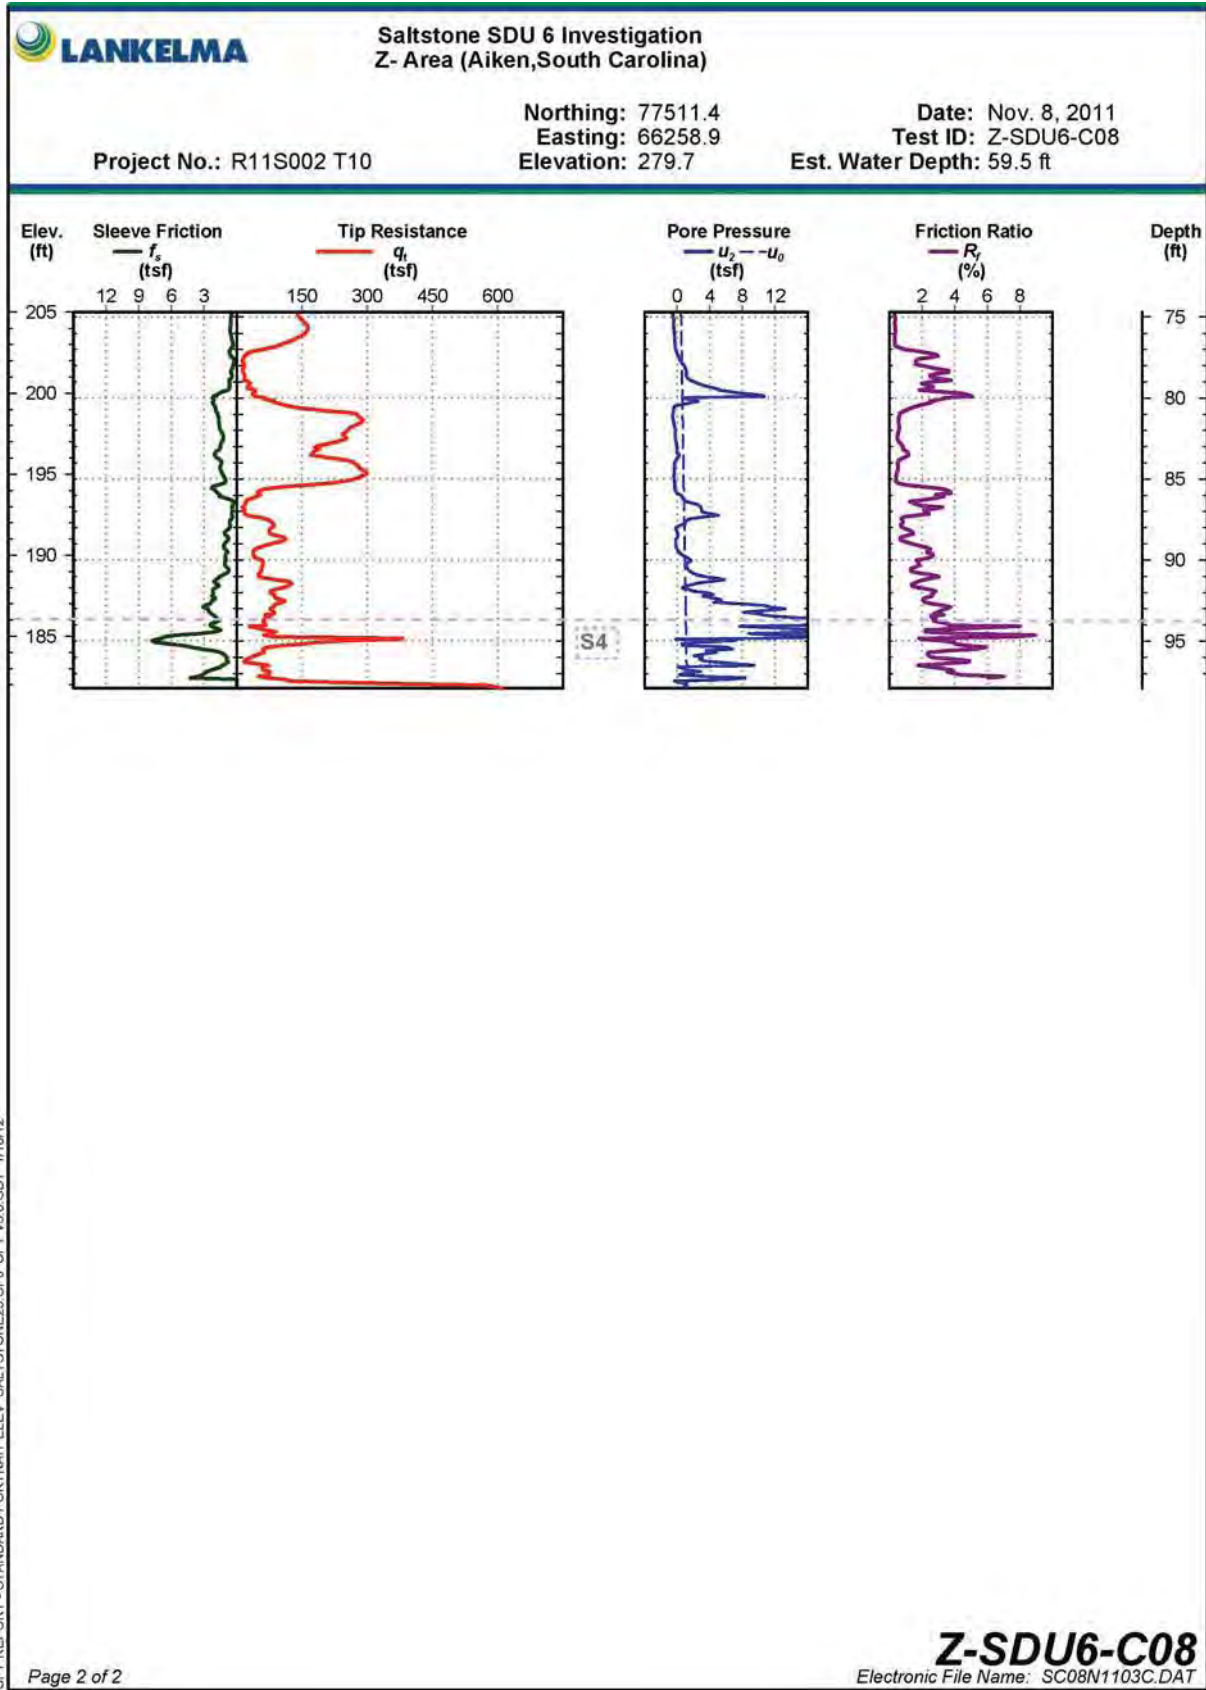 LANKELMA
Saltstone SDU 6 Investigation
Z- Area (Aiken,South Carolina)
Northing: 77511.4
Date: Nov. 8, 2011
Easting: 66258.9
Test ID: Z-SDU6-C08
Project No.: R11S002 T10
Elevation: 279.7
Est. Water Depth: 59.5 ft
Elev. (ft)
Sleeve Friction
fs
(tsf)
Tip Resistance
qt
(tsf)
Pore Pressure
u2 u0
(tsf)
Friction Ratio
Rf
(%)
Depth (ft)
12 9 6 3
150 300 450 600
0 4 8 12
2 4 6 8
205
200
195
190
185
S4
75
80
85
90
95
Z-SDU6-C08
Page 2 of 2
Electronic File Name: SC08N1103C.DAT